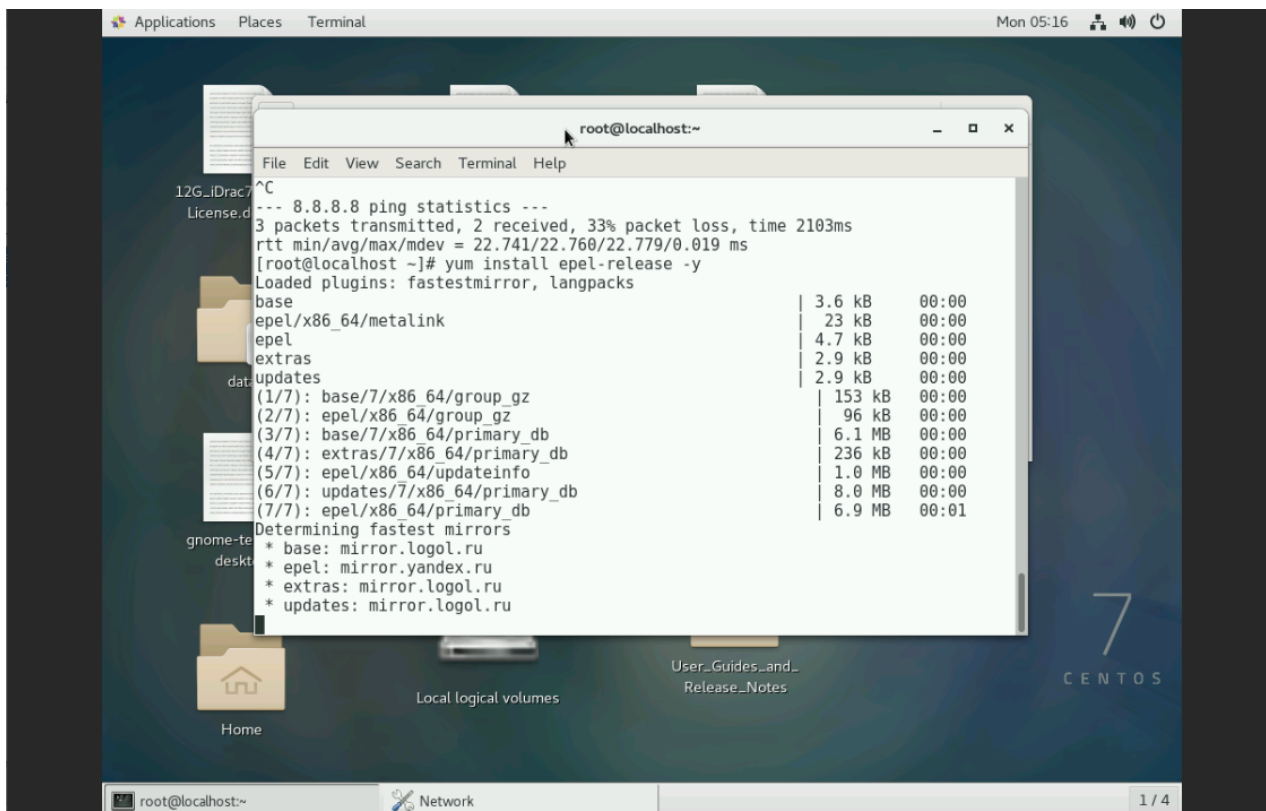 Applications Places Terminal Mon 05:16
root@localhost:~
File Edit View Search Terminal Help
^C
--- 8.8.8.8 ping statistics ---
3 packets transmitted, 2 received, 33% packet loss, time 2103ms
rtt min/avg/max/mdev = 22.741/22.760/22.779/0.019 ms
[root@localhost ~]# yum install epel-release -y
Loaded plugins: fastestmirror, langpacks
base | 3.6 kB 00:00
epel/x86_64/metalink | 23 kB 00:00
epel | 4.7 kB 00:00
extras | 2.9 kB 00:00
updates | 2.9 kB 00:00
(1/7): base/7/x86_64/group_gz | 153 kB 00:00
(2/7): epel/x86_64/group_gz | 96 kB 00:00
(3/7): base/7/x86_64/primary_db | 6.1 MB 00:00
(4/7): extras/7/x86_64/primary_db | 236 kB 00:00
(5/7): epel/x86_64/updateinfo | 1.0 MB 00:00
(6/7): updates/7/x86_64/primary_db | 8.0 MB 00:00
(7/7): epel/x86_64/primary_db | 6.9 MB 00:01
Determining fastest mirrors
* base: mirror.logol.ru
* epel: mirror.yandex.ru
* extras: mirror.logol.ru
* updates: mirror.logol.ru
12G_iDrac7
License.d
data
gnome-te
deskt
Home
Local logical volumes
User_Guides_and_
Release_Notes
7
CENTOS
root@localhost:~ Network 1 / 4